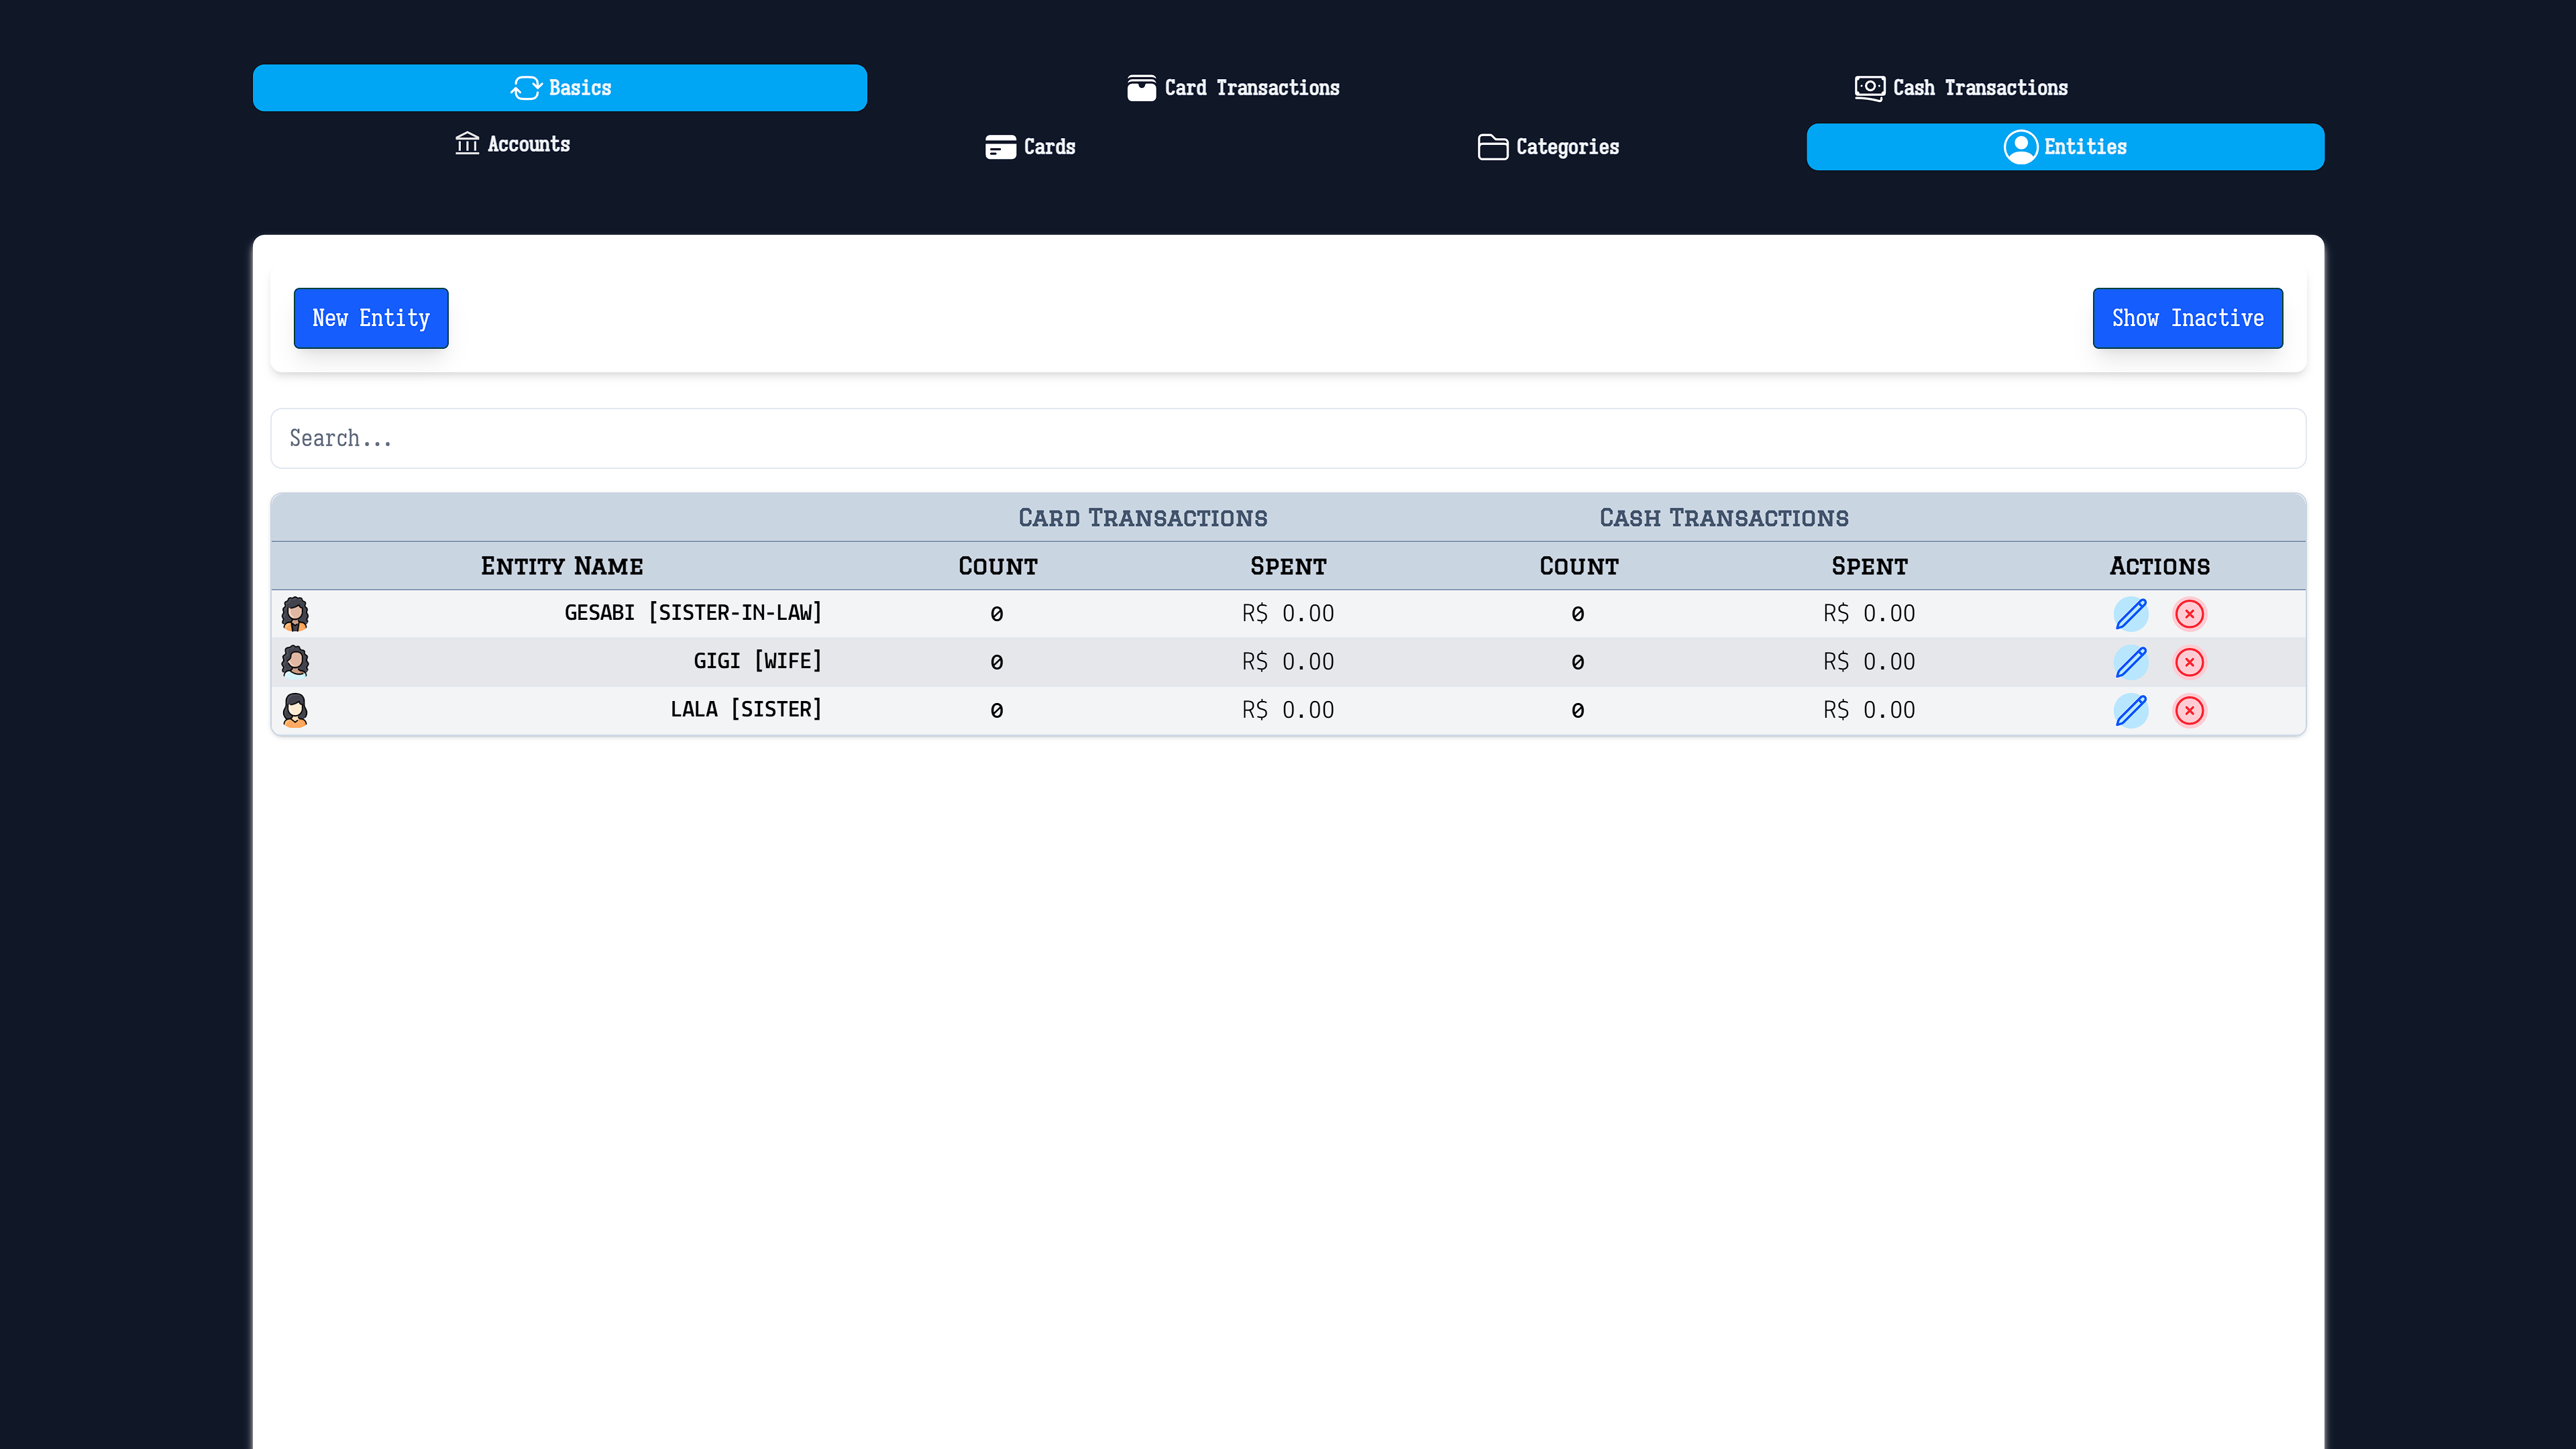 Basics Card Transactions Cash Transactions
Accounts Cards Categories Entities
New Entity Show Inactive
Search...
CARD TRANSACTIONS CASH TRANSACTIONS
ENTITY NAME COUNT SPENT COUNT SPENT ACTIONS
GESABI [SISTER-IN-LAW] 0 R$ 0.00 0 R$ 0.00
GIGI [WIFE] 0 R$ 0.00 0 R$ 0.00
LALA [SISTER] 0 R$ 0.00 0 R$ 0.00